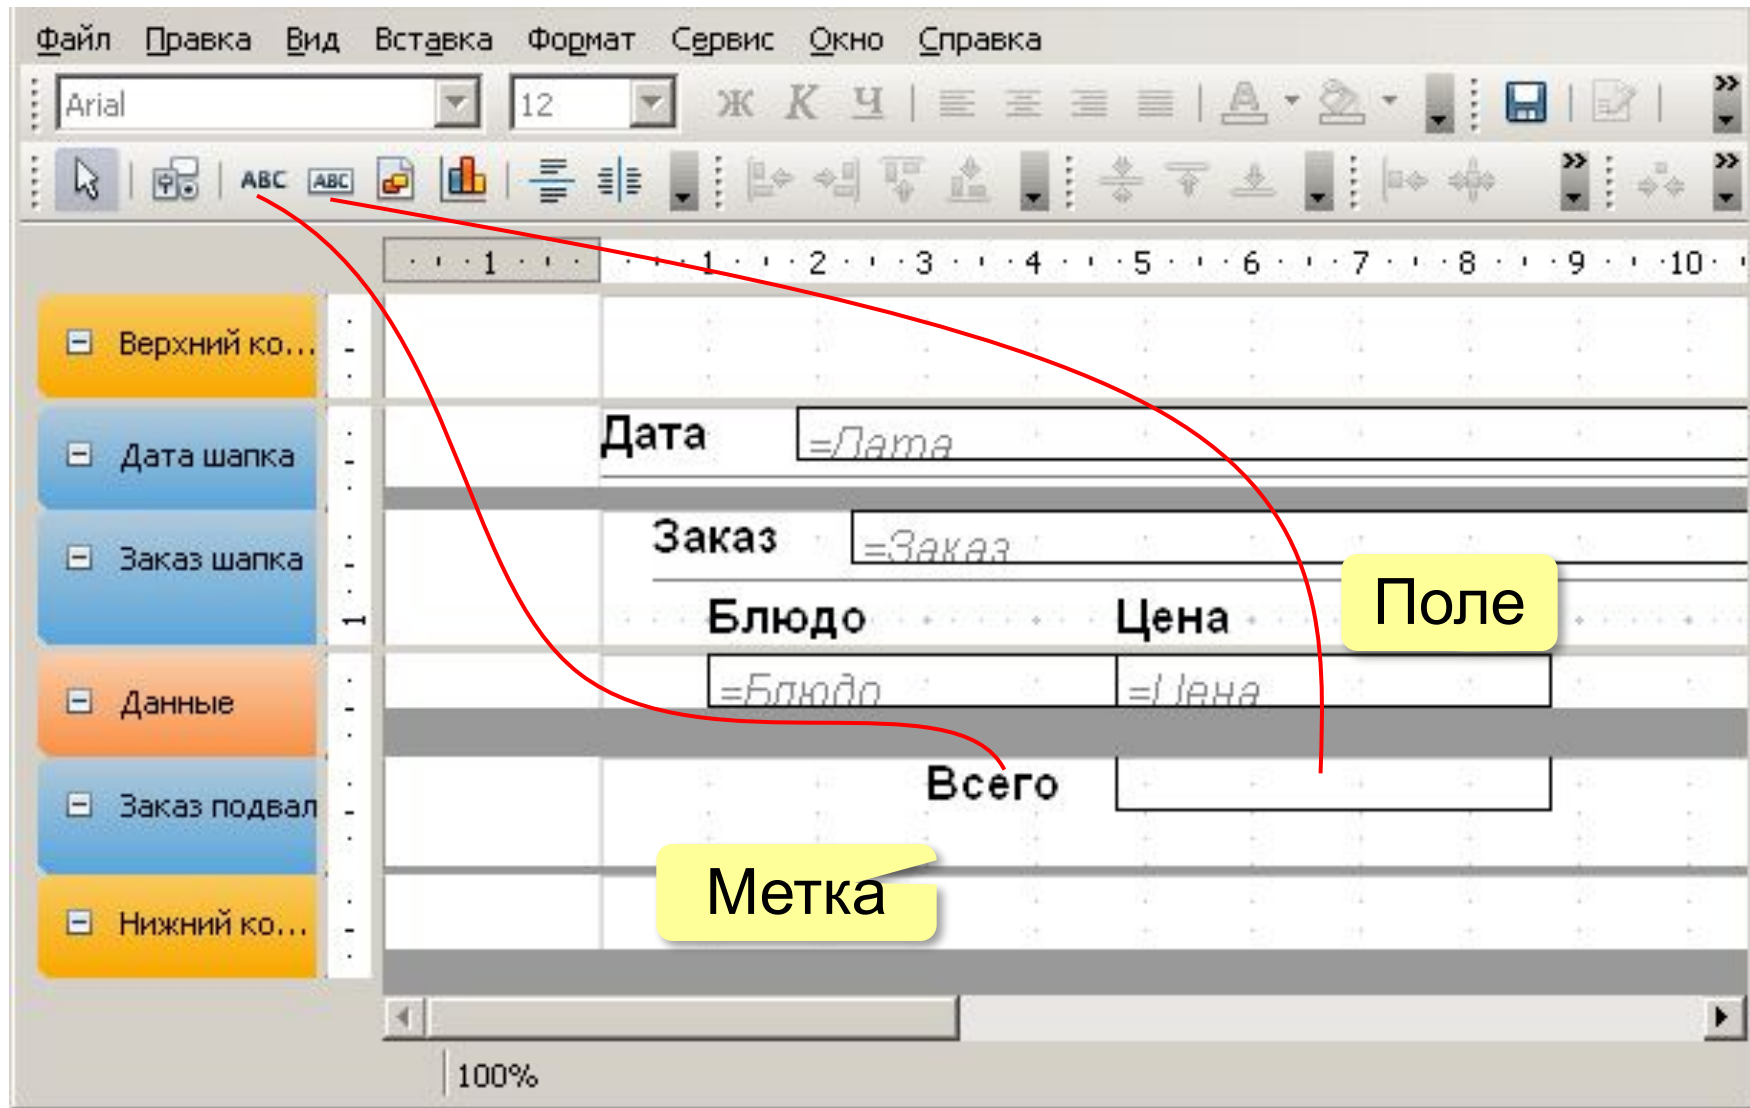 Файл Правка Вид Вставка Формат Сервис Окно Справка
Arial 12 Ж К Ч А
ABC ABC
1 1 2 3 4 5 6 7 8 9 10
Верхний ко...
Дата шапка
Дата =Дата
Заказ шапка
Заказ =Заказ
1
Блюдо Цена
Поле
Данные
=Блюдо =Цена
Заказ подвал
Всего
Метка
Нижний ко...
100%